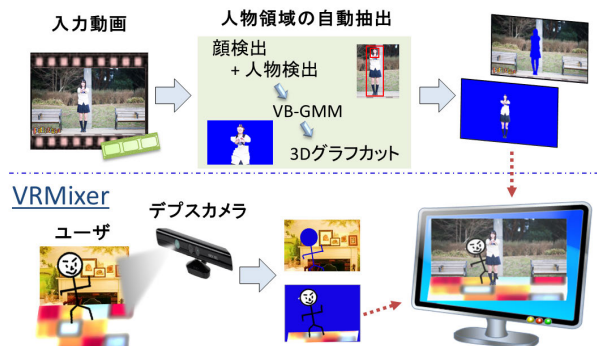 入力動画
人物領域の自動抽出
顔検出
+ 人物検出
VB-GMM
3Dグラフカット
VRMixer
ユーザ
デプスカメラ